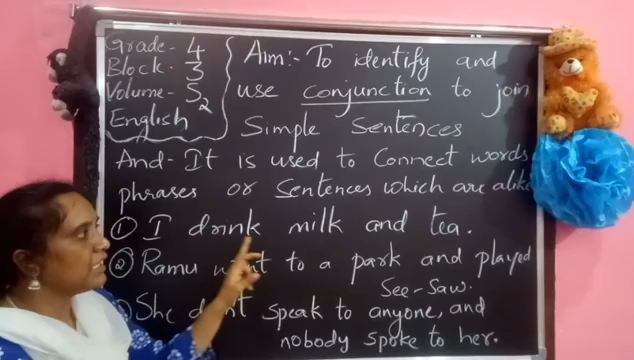 Grade - 4
Block - 3
Volume - 5
2
English
Aim:- To identify and
use conjunction to join
Simple Sentences
And - It is used to Connect words
phrases or Sentences which are alike
① I drink milk and tea.
② Ramu to a park and played
See-Saw.
She speak to anyone, and
nobody spoke to her.